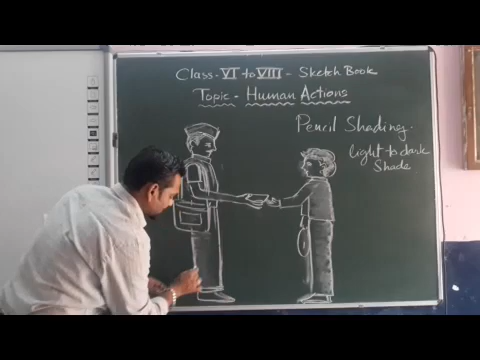 Class - VI to VIII - Sketch Book
Topic - Human Actions
Pencil Shading.
light to dark
Shade